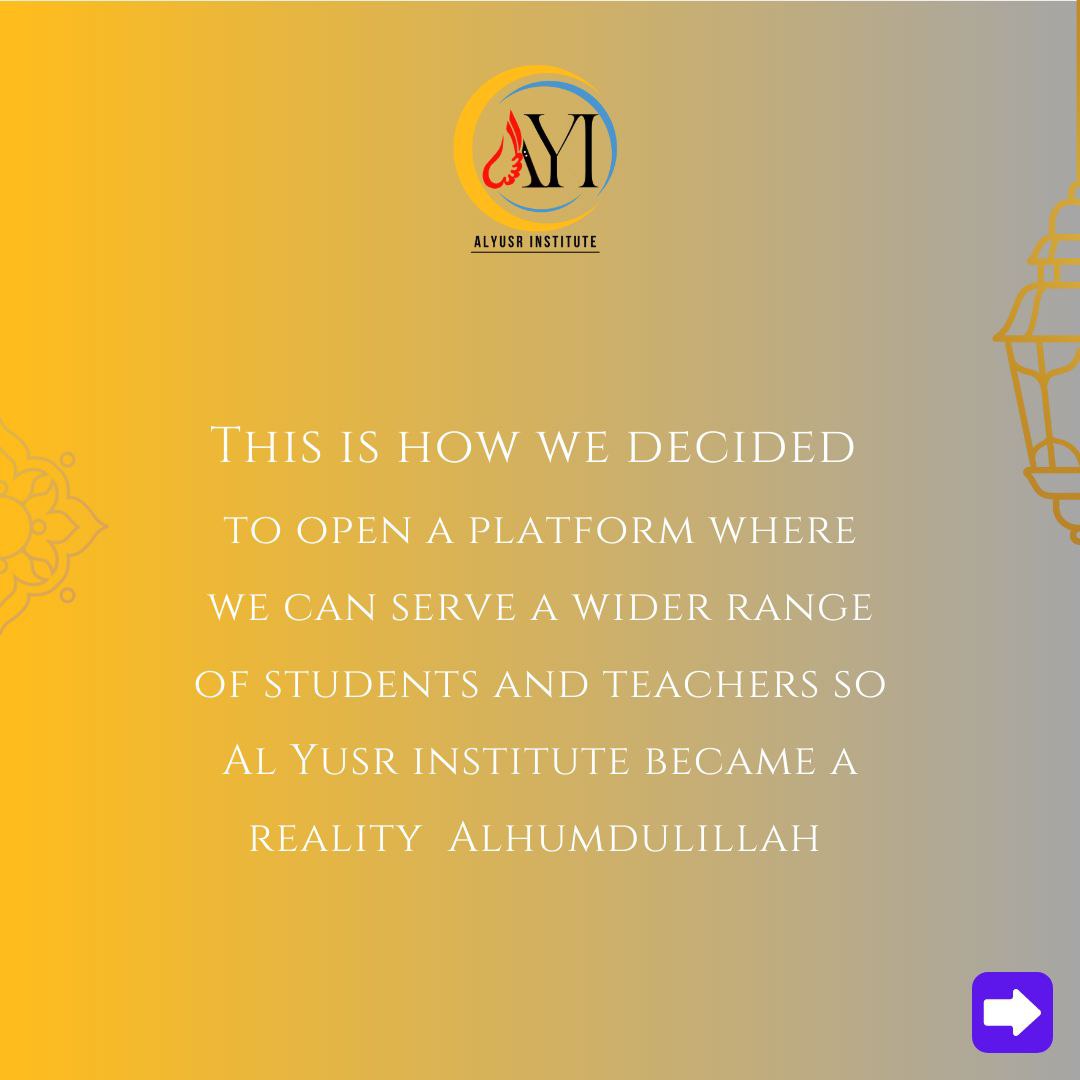 AYI
ALYUSR INSTITUTE
This is how we decided
to open a platform where
we can serve a wider range
of students and teachers so
Al Yusr institute became a
reality Alhumdulillah